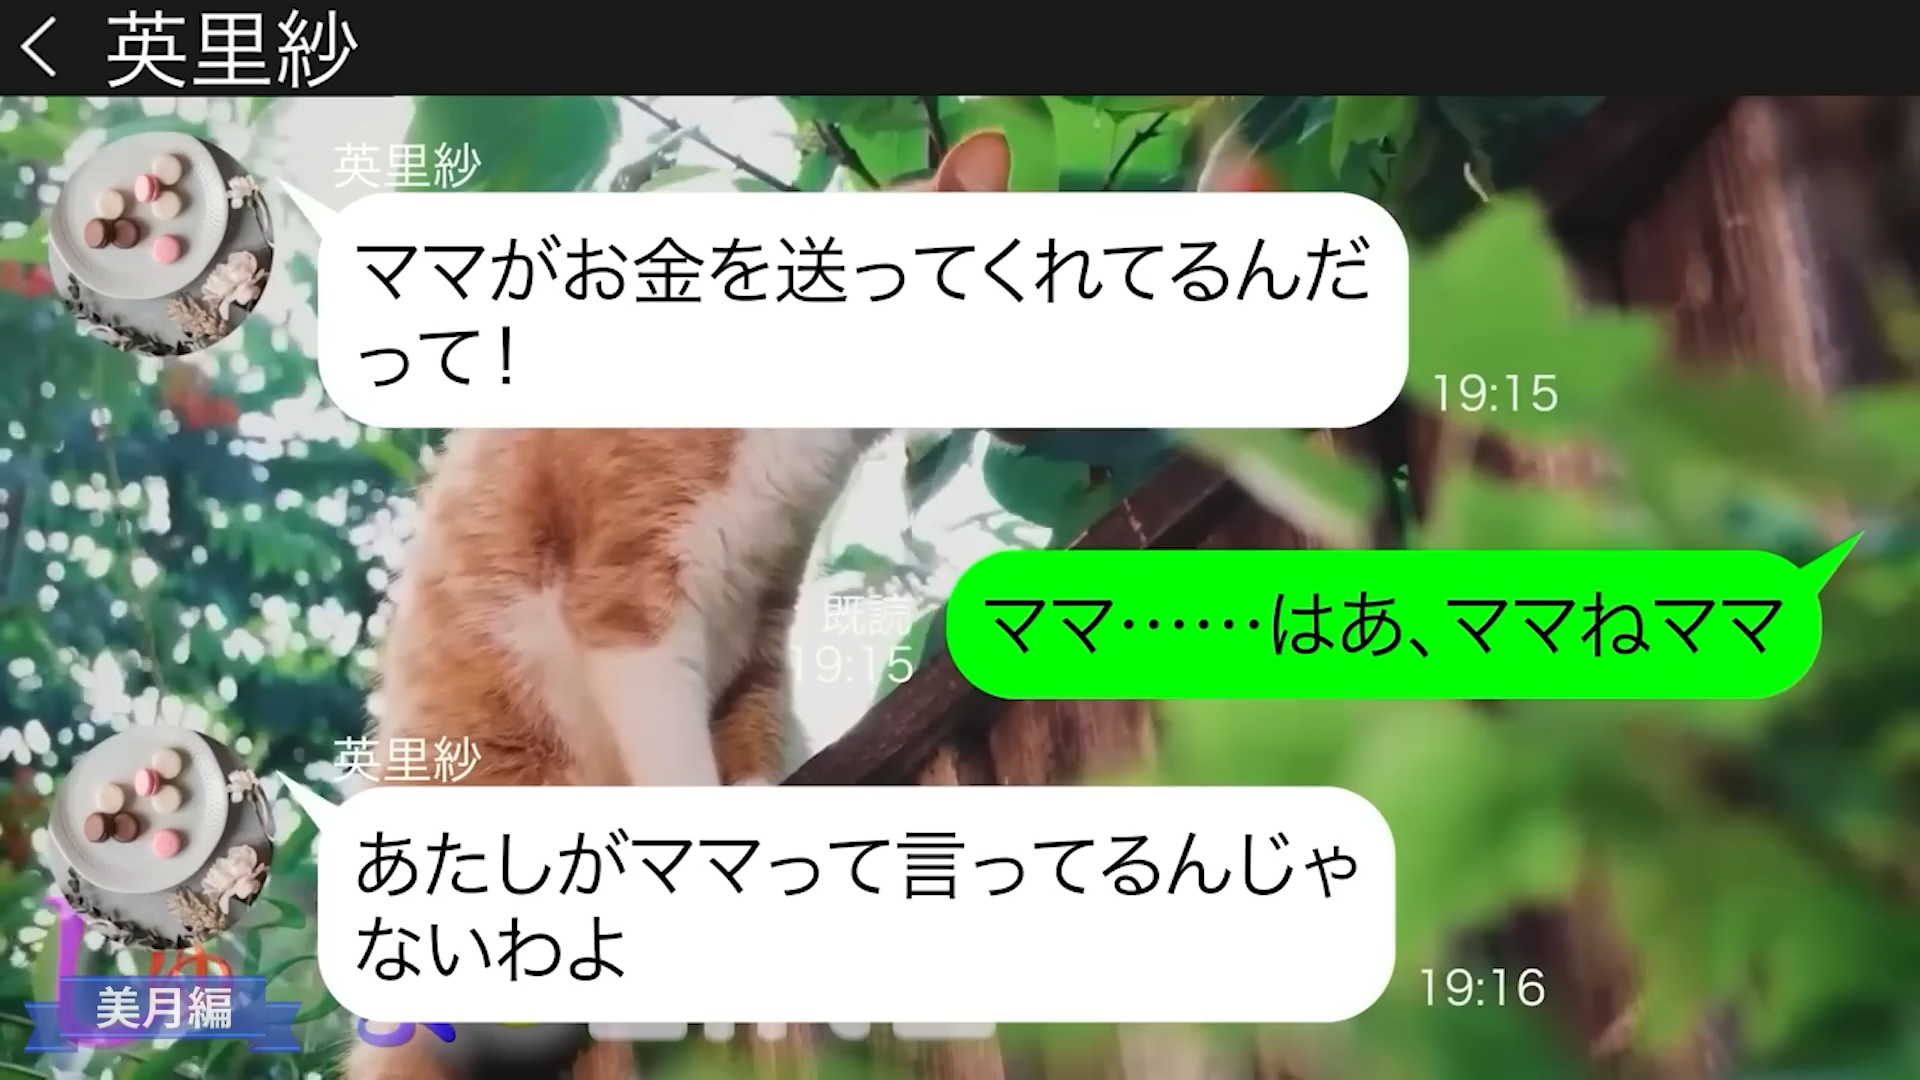 英里紗
英里紗
ママがお金を送ってくれてるんだ
って！
19:15
ママ……はあ、ママねママ
既読
19:15
英里紗
あたしがママって言ってるんじゃ
ないわよ
19:16
美月編